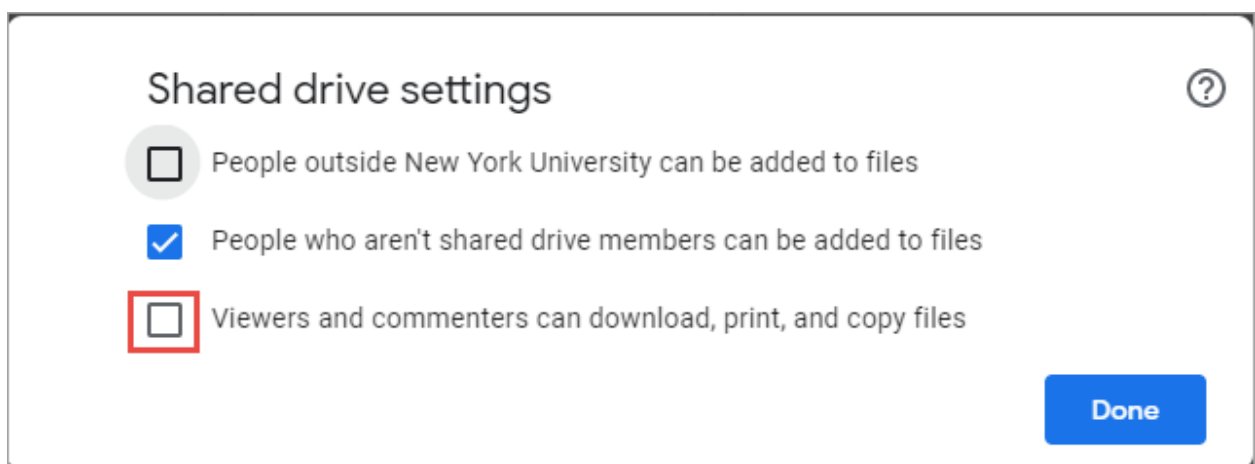 Shared drive settings
People outside New York University can be added to files
People who aren't shared drive members can be added to files
Viewers and commenters can download, print, and copy files
Done